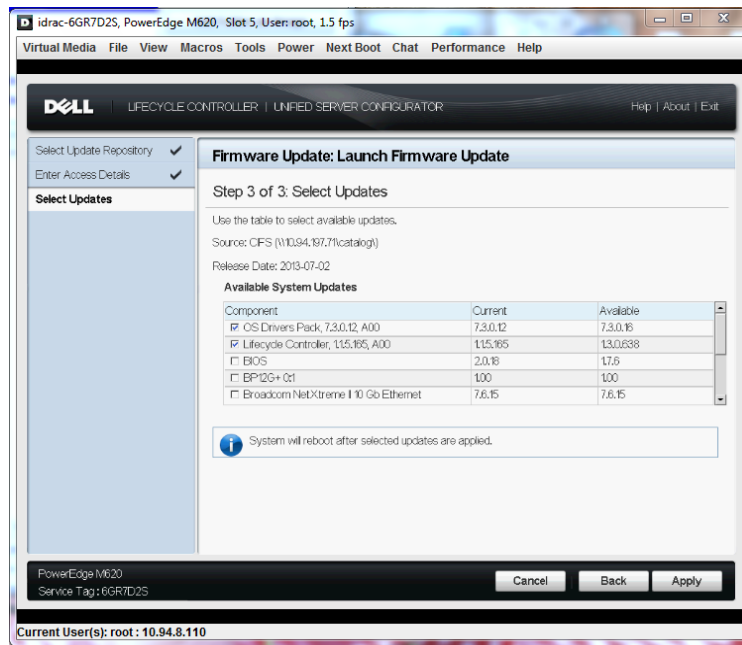 idrac-6GR7D2S, PowerEdge M620, Slot 5, User: root, 1.5 fps
Virtual Media File View Macros Tools Power Next Boot Chat Performance Help
DELL LIFECYCLE CONTROLLER | UNIFIED SERVER CONFIGURATOR Help | About | Exit
Select Update Repository
Enter Access Details
Select Updates
Firmware Update: Launch Firmware Update
Step 3 of 3: Select Updates
Use the table to select available updates.
Source: CIFS (\\10.94.197.71\catalog\)
Release Date: 2013-07-02
Available System Updates
Component Current Available
OS Drivers Pack, 7.3.0.12, A00 7.3.0.12 7.3.0.16
Lifecycle Controller, 1.1.5.165, A00 1.1.5.165 1.3.0.638
BIOS 2.0.18 1.7.6
BP12G+ 0:1 1.00 1.00
Broadcom NetXtreme II 10 Gb Ethernet 7.6.15 7.6.15
System will reboot after selected updates are applied.
PowerEdge M620
Service Tag : 6GR7D2S
Cancel Back Apply
Current User(s): root : 10.94.8.110